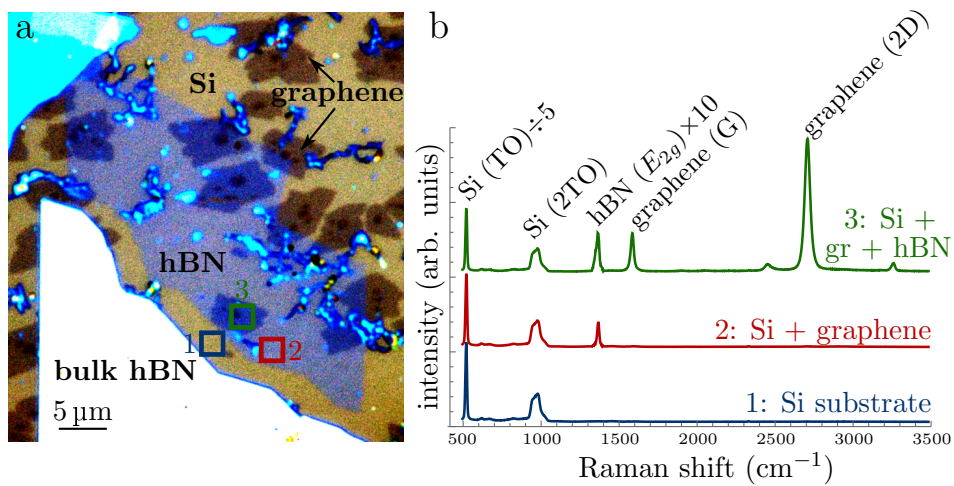 a
Si
graphene
hBN
3
1
2
bulk hBN
5 µm
b
Si (TO)÷5
Si (2TO)
hBN (E2g)×10
graphene (G)
graphene (2D)
3: Si +
gr + hBN
2: Si + graphene
1: Si substrate
intensity (arb. units)
500 1000 1500 2000 2500 3000 3500
Raman shift (cm⁻¹)